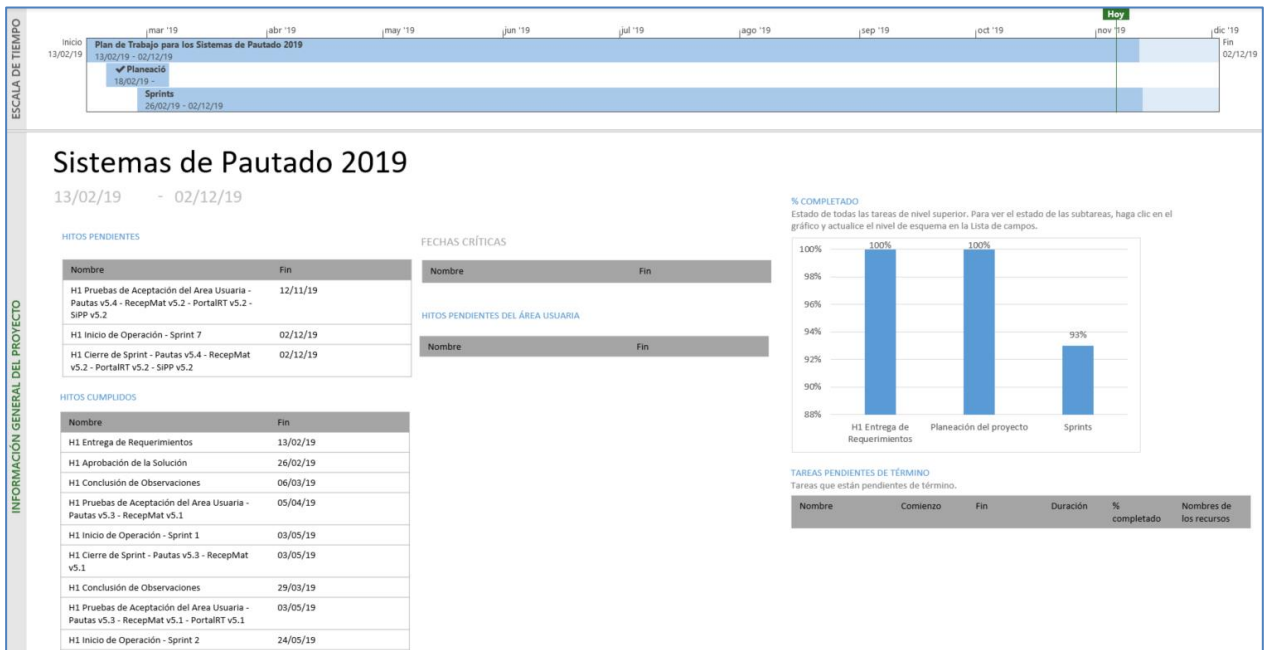 ESCALA DE TIEMPO
Hoy
mar '19
abr '19
may '19
jun '19
jul '19
ago '19
sep '19
oct '19
nov '19
dic '19
Inicio
13/02/19
Plan de Trabajo para los Sistemas de Pautado 2019
13/02/19 - 02/12/19
✔ Planeació
18/02/19 -
Sprints
26/02/19 - 02/12/19
Fin
02/12/19
INFORMACIÓN GENERAL DEL PROYECTO
Sistemas de Pautado 2019
13/02/19 - 02/12/19
HITOS PENDIENTES
Nombre Fin
H1 Pruebas de Aceptación del Area Usuaria - 12/11/19
Pautas v5.4 - RecepMat v5.2 - PortalRT v5.2 -
SiPP v5.2
H1 Inicio de Operación - Sprint 7 02/12/19
H1 Cierre de Sprint - Pautas v5.4 - RecepMat 02/12/19
v5.2 - PortalRT v5.2 - SiPP v5.2
HITOS CUMPLIDOS
Nombre Fin
H1 Entrega de Requerimientos 13/02/19
H1 Aprobación de la Solución 26/02/19
H1 Conclusión de Observaciones 06/03/19
H1 Pruebas de Aceptación del Area Usuaria - 05/04/19
Pautas v5.3 - RecepMat v5.1
H1 Inicio de Operación - Sprint 1 03/05/19
H1 Cierre de Sprint - Pautas v5.3 - RecepMat 03/05/19
v5.1
H1 Conclusión de Observaciones 29/03/19
H1 Pruebas de Aceptación del Area Usuaria - 03/05/19
Pautas v5.3 - RecepMat v5.1 - PortalRT v5.1
H1 Inicio de Operación - Sprint 2 24/05/19
FECHAS CRÍTICAS
Nombre Fin
HITOS PENDIENTES DEL ÁREA USUARIA
Nombre Fin
% COMPLETADO
Estado de todas las tareas de nivel superior. Para ver el estado de las subtareas, haga clic en el
gráfico y actualice el nivel de esquema en la Lista de campos.
100%
98%
96%
94%
92%
90%
88%
100%
100%
93%
H1 Entrega de
Requerimientos
Planeación del proyecto
Sprints
TAREAS PENDIENTES DE TÉRMINO
Tareas que están pendientes de término.
Nombre Comienzo Fin Duración % Nombres de
completado los recursos